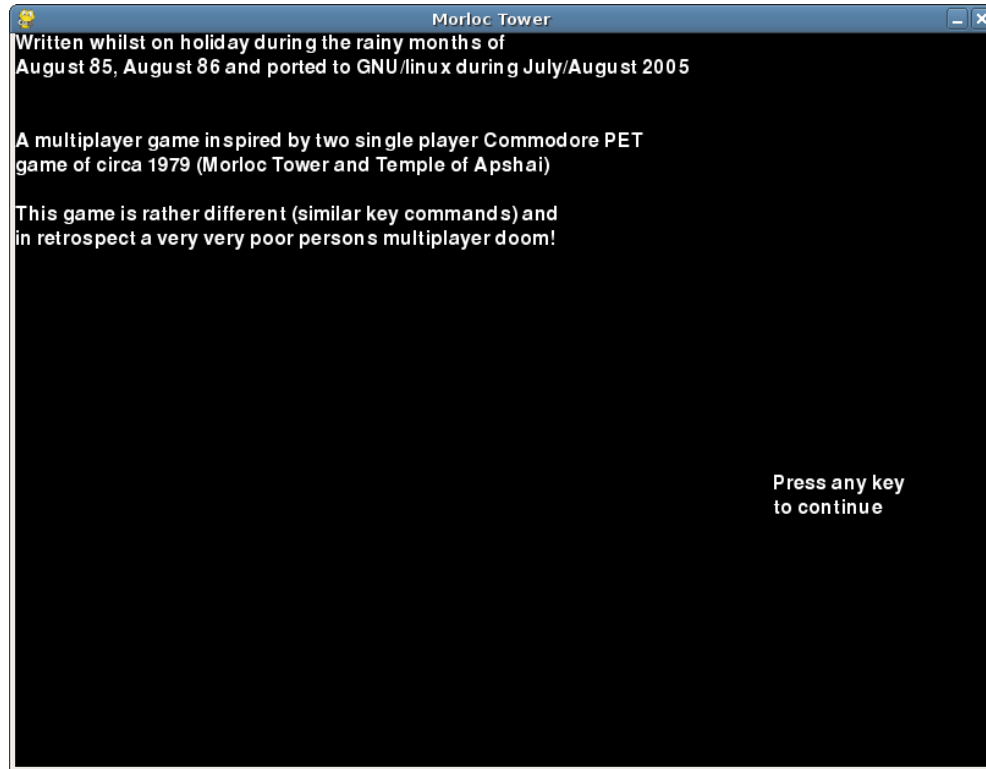 Morloc Tower
Written whilst on holiday during the rainy months of
August 85, August 86 and ported to GNU/linux during July/August 2005
A multiplayer game inspired by two single player Commodore PET
game of circa 1979 (Morloc Tower and Temple of Apshai)
This game is rather different (similar key commands) and
in retrospect a very very poor persons multiplayer doom!
Press any key
to continue